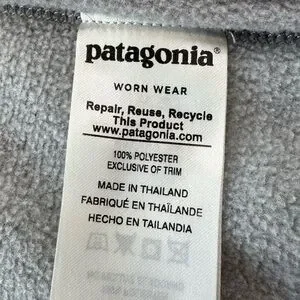 patagonia®
WORN WEAR
Repair, Reuse, Recycle
This Product
www.patagonia.com
100% POLYESTER
EXCLUSIVE OF TRIM
MADE IN THAILAND
FABRIQUÉ EN THAÏLANDE
HECHO EN TAILANDIA